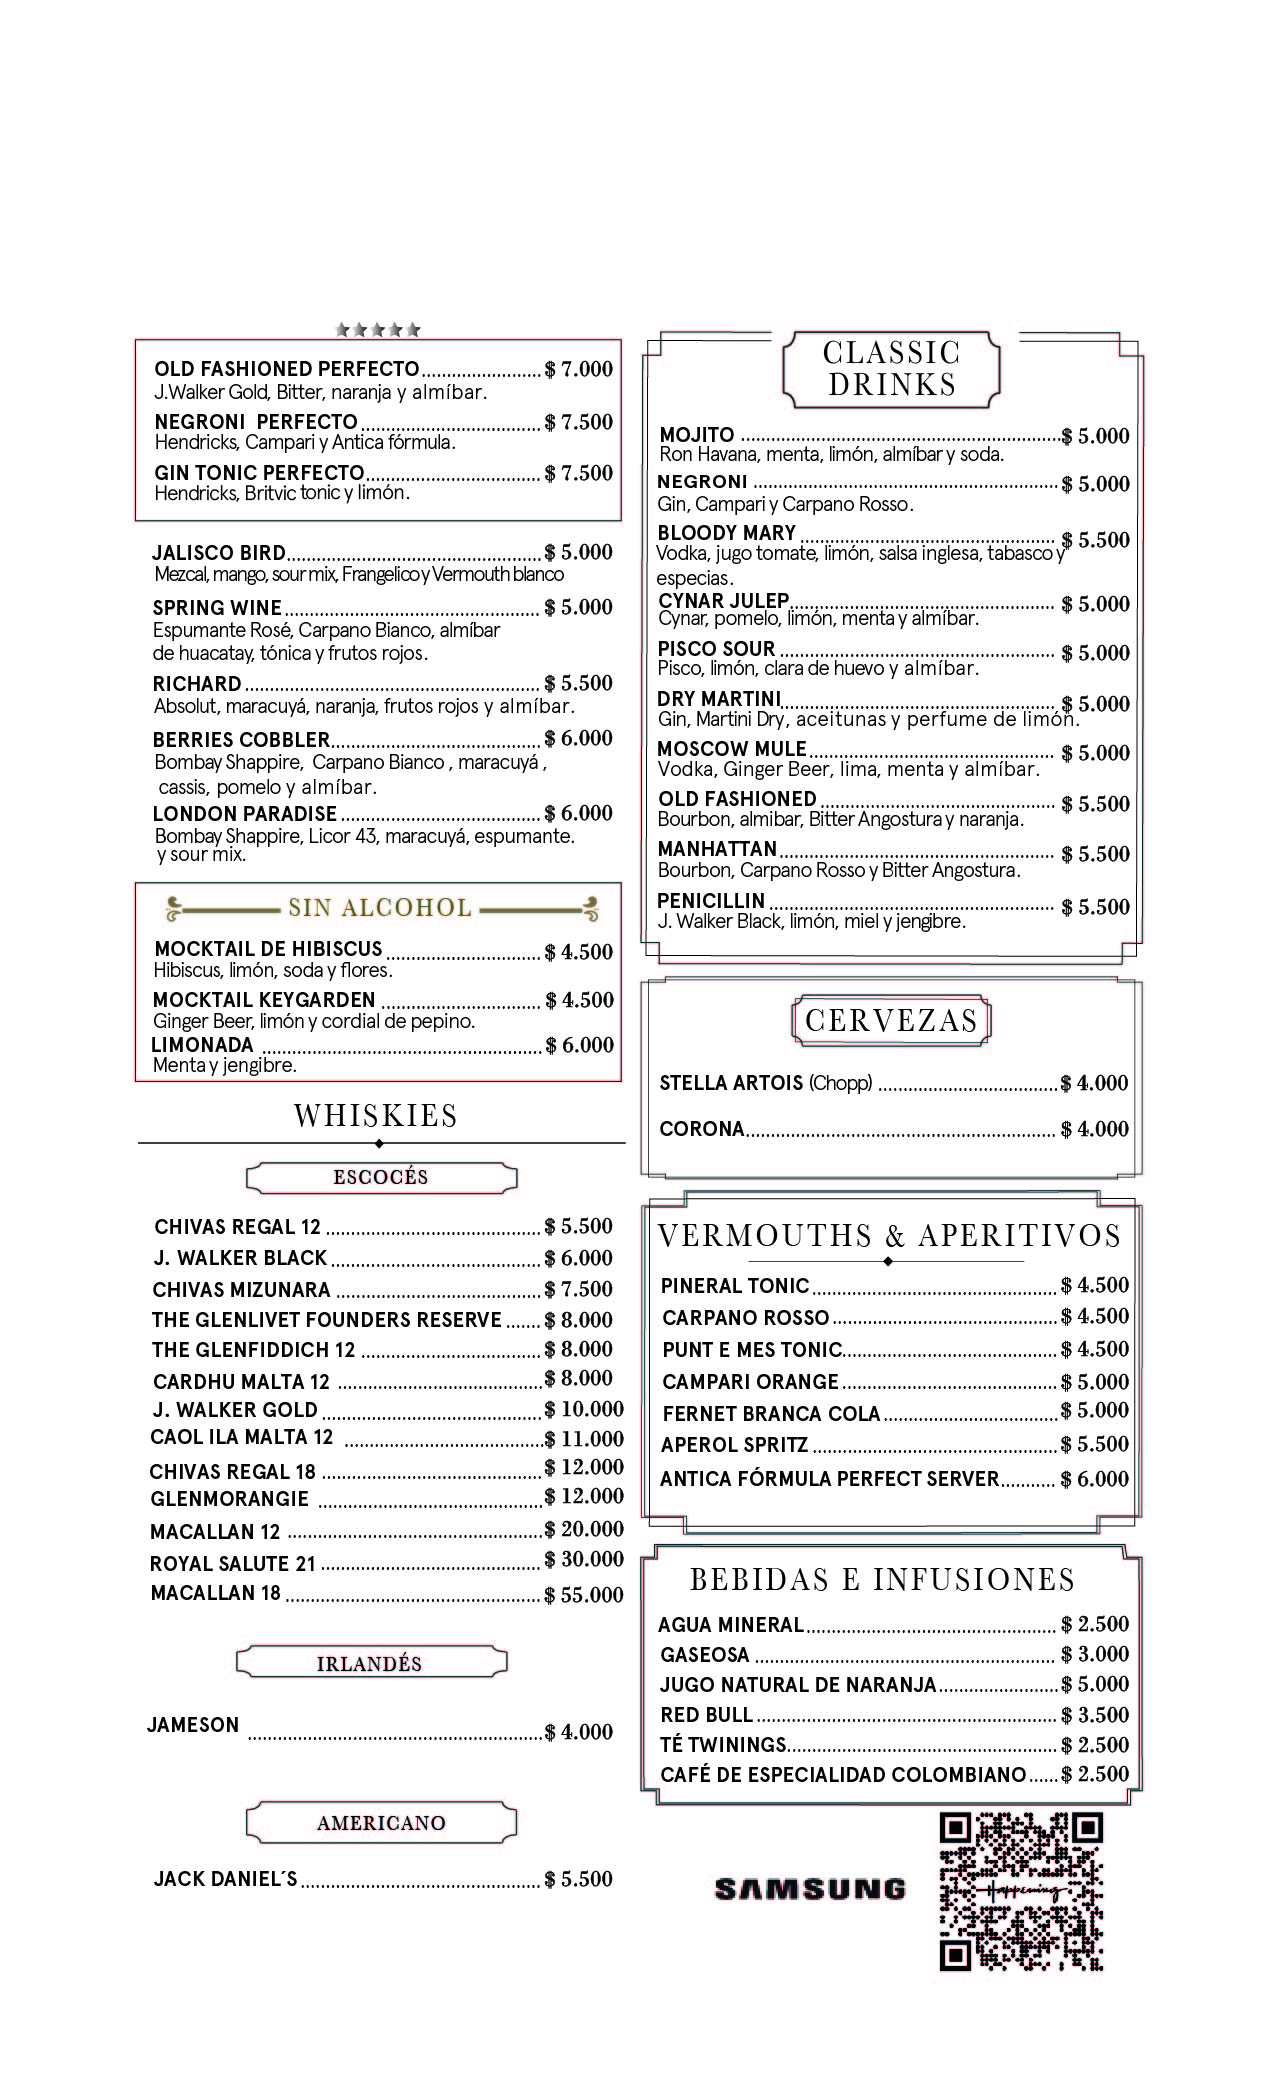 OLD FASHIONED PERFECTO........................ $ 7.000
J.Walker Gold, Bitter, naranja y almíbar.
NEGRONI PERFECTO ............................... $ 7.500
Hendricks, Campari y Antica fórmula.
GIN TONIC PERFECTO................................... $ 7.500
Hendricks, Britvic tonic y limón.
JALISCO BIRD................................................... $ 5.000
Mezcal, mango, sour mix, Frangelico y Vermouth blanco
SPRING WINE ................................................... $ 5.000
Espumante Rosé, Carpano Bianco, almíbar
de huacatay, tónica y frutos rojos.
RICHARD ........................................................... $ 5.500
Absolut, maracuyá, naranja, frutos rojos y almíbar.
BERRIES COBBLER.......................................... $ 6.000
Bombay Shappire, Carpano Bianco , maracuyá ,
cassis, pomelo y almíbar.
LONDON PARADISE ........................................ $ 6.000
Bombay Shappire, Licor 43, maracuyá, espumante.
y sour mix.
SIN ALCOHOL
MOCKTAIL DE HIBISCUS ............................... $ 4.500
Hibiscus, limón, soda y flores.
MOCKTAIL KEYGARDEN ................................ $ 4.500
Ginger Beer, limón y cordial de pepino.
LIMONADA ........................................................ $ 6.000
Menta y jengibre.
WHISKIES
ESCOCÉS
CHIVAS REGAL 12 ........................................... $ 5.500
J. WALKER BLACK .......................................... $ 6.000
CHIVAS MIZUNARA ......................................... $ 7.500
THE GLENLIVET FOUNDERS RESERVE ....... $ 8.000
THE GLENFIDDICH 12 .................................... $ 8.000
CARDHU MALTA 12 ......................................... $ 8.000
J. WALKER GOLD ............................................ $ 10.000
CAOL ILA MALTA 12 ........................................ $ 11.000
CHIVAS REGAL 18 ............................................ $ 12.000
GLENMORANGIE ............................................. $ 12.000
MACALLAN 12 ................................................... $ 20.000
ROYAL SALUTE 21 ............................................ $ 30.000
MACALLAN 18 ................................................... $ 55.000
IRLANDÉS
JAMESON ........................................................... $ 4.000
AMERICANO
JACK DANIEL´S................................................ $ 5.500
CLASSIC
DRINKS
MOJITO ................................................................ $ 5.000
Ron Havana, menta, limón, almíbar y soda.
NEGRONI ............................................................. $ 5.000
Gin, Campari y Carpano Rosso.
BLOODY MARY ................................................... $ 5.500
Vodka, jugo tomate, limón, salsa inglesa, tabasco y
especias.
CYNAR JULEP..................................................... $ 5.000
Cynar, pomelo, limón, menta y almíbar.
PISCO SOUR ....................................................... $ 5.000
Pisco, limón, clara de huevo y almíbar.
DRY MARTINI....................................................... $ 5.000
Gin, Martini Dry, aceitunas y perfume de limón.
MOSCOW MULE ................................................. $ 5.000
Vodka, Ginger Beer, lima, menta y almíbar.
OLD FASHIONED ............................................... $ 5.500
Bourbon, almibar, Bitter Angostura y naranja.
MANHATTAN ....................................................... $ 5.500
Bourbon, Carpano Rosso y Bitter Angostura.
PENICILLIN ......................................................... $ 5.500
J. Walker Black, limón, miel y jengibre.
CERVEZAS
STELLA ARTOIS (Chopp) .................................... $ 4.000
CORONA.............................................................. $ 4.000
VERMOUTHS & APERITIVOS
PINERAL TONIC ................................................. $ 4.500
CARPANO ROSSO ............................................. $ 4.500
PUNT E MES TONIC........................................... $ 4.500
CAMPARI ORANGE ........................................... $ 5.000
FERNET BRANCA COLA ................................... $ 5.000
APEROL SPRITZ ................................................. $ 5.500
ANTICA FÓRMULA PERFECT SERVER........... $ 6.000
BEBIDAS E INFUSIONES
AGUA MINERAL .................................................. $ 2.500
GASEOSA ............................................................ $ 3.000
JUGO NATURAL DE NARANJA ........................ $ 5.000
RED BULL ............................................................ $ 3.500
TÉ TWININGS...................................................... $ 2.500
CAFÉ DE ESPECIALIDAD COLOMBIANO ...... $ 2.500
SAMSUNG
Happening